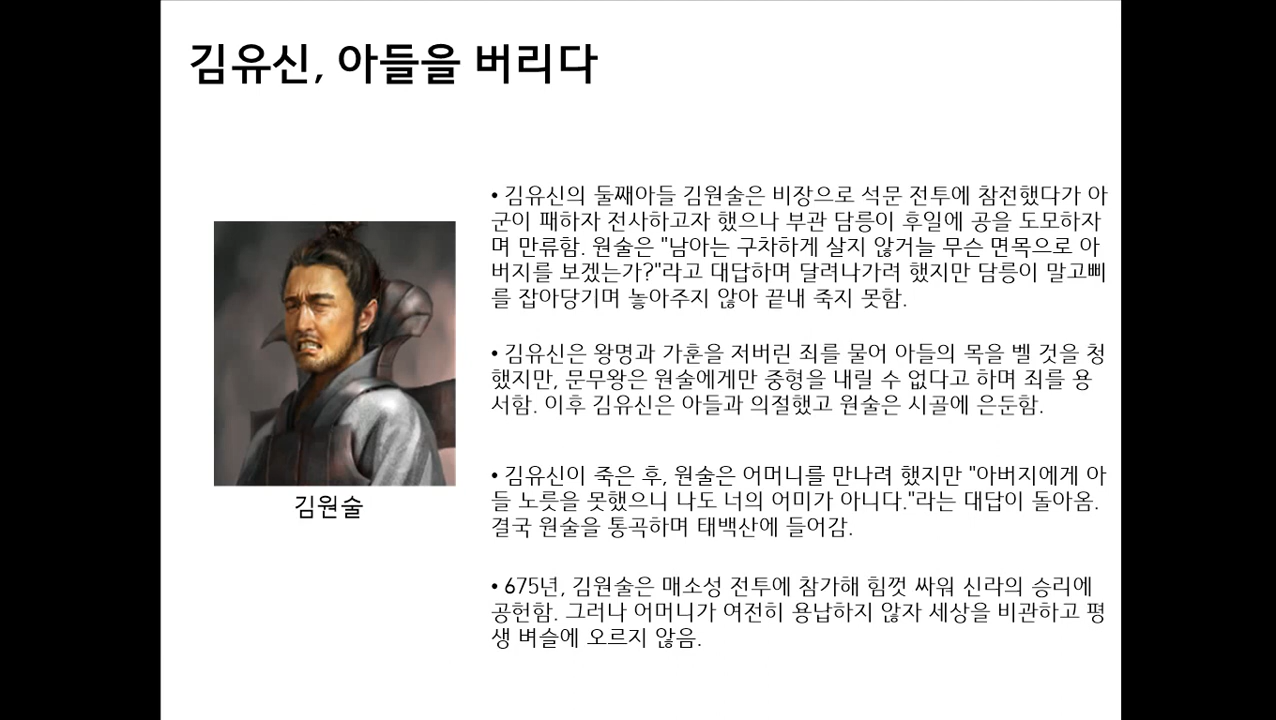 김유신, 아들을 버리다
• 김유신의 둘째아들 김원술은 비장으로 석문 전투에 참전했다가 아
군이 패하자 전사하고자 했으나 부관 담릉이 후일에 공을 도모하자
며 만류함. 원술은 "남아는 구차하게 살지 않거늘 무슨 면목으로 아
버지를 보겠는가?"라고 대답하며 달려나가려 했지만 담릉이 말고삐
를 잡아당기며 놓아주지 않아 끝내 죽지 못함.
• 김유신은 왕명과 가훈을 저버린 죄를 물어 아들의 목을 벨 것을 청
했지만, 문무왕은 원술에게만 중형을 내릴 수 없다고 하며 죄를 용
서함. 이후 김유신은 아들과 의절했고 원술은 시골에 은둔함.
• 김유신이 죽은 후, 원술은 어머니를 만나려 했지만 "아버지에게 아
들 노릇을 못했으니 나도 너의 어미가 아니다."라는 대답이 돌아옴.
결국 원술을 통곡하며 태백산에 들어감.
• 675년, 김원술은 매소성 전투에 참가해 힘껏 싸워 신라의 승리에
공헌함. 그러나 어머니가 여전히 용납하지 않자 세상을 비관하고 평
생 벼슬에 오르지 않음.
김원술